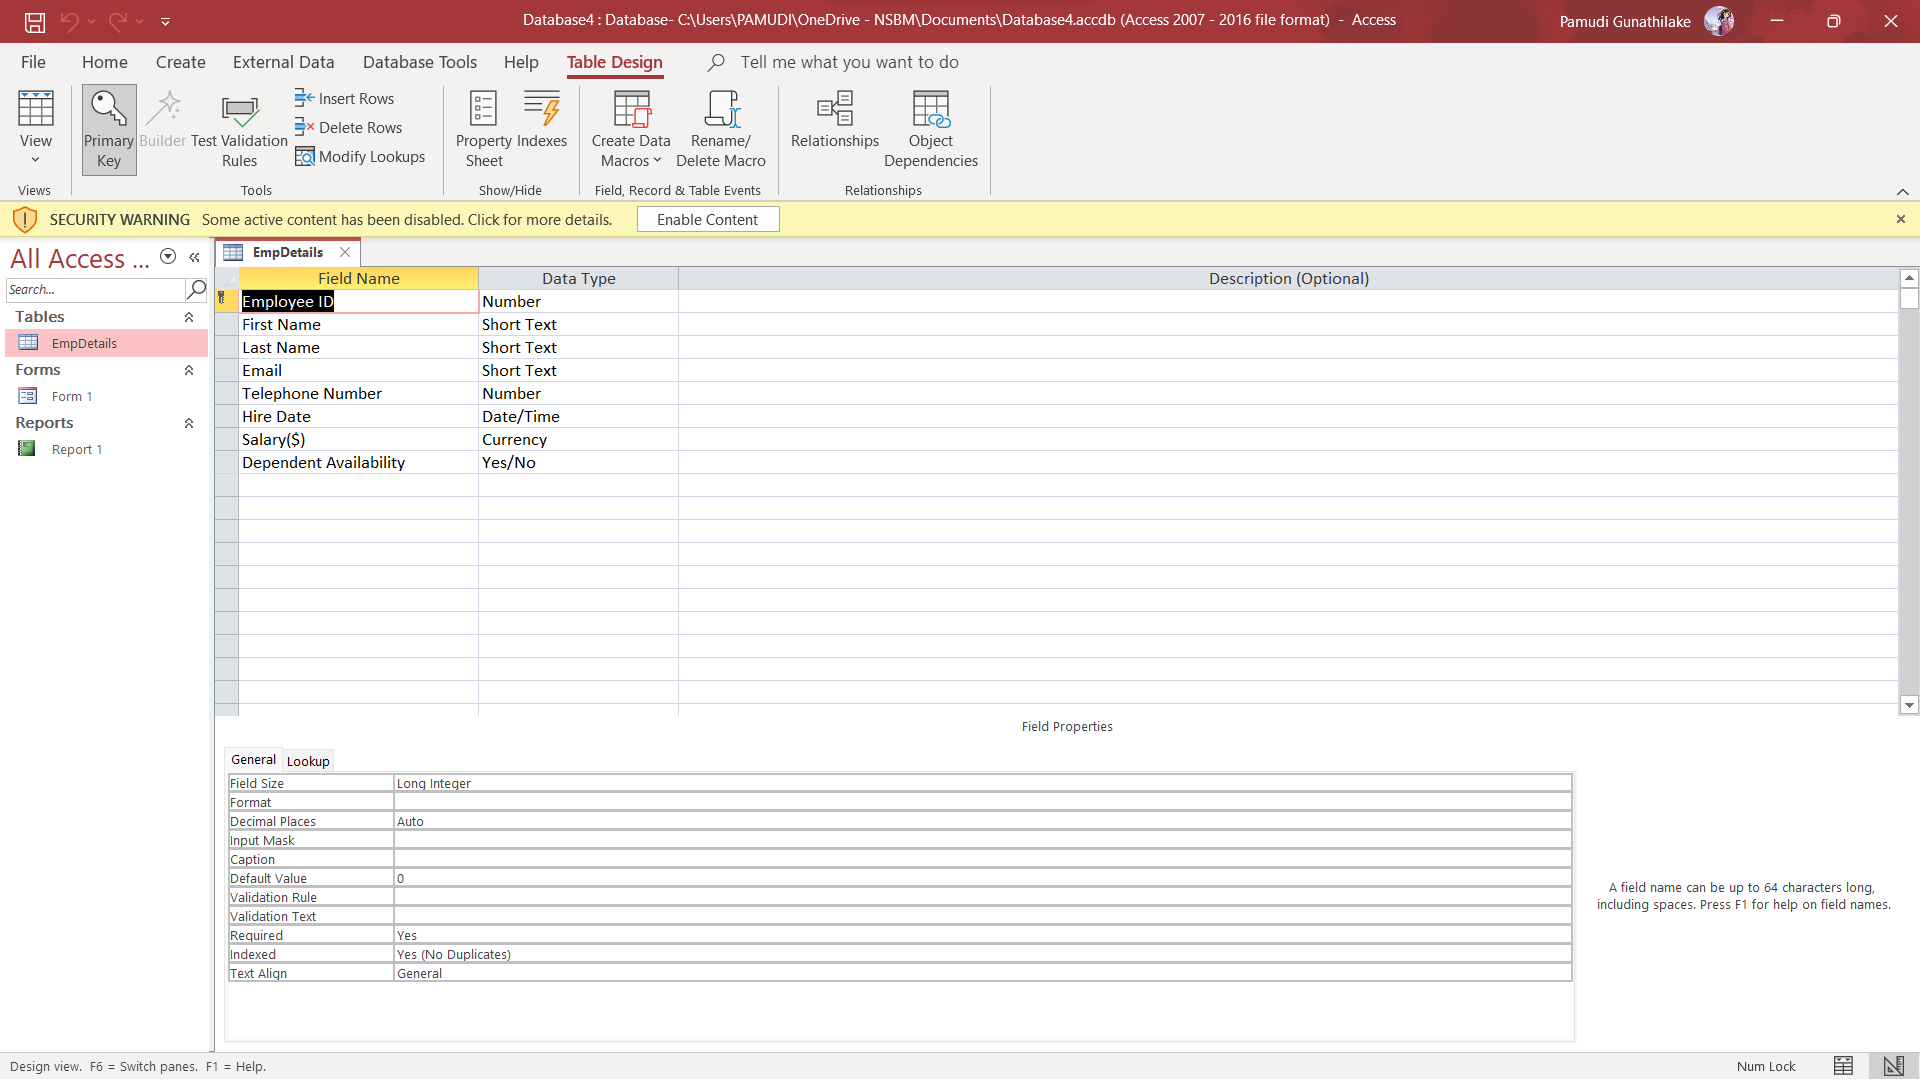 Database4 : Database- C:\Users\PAMUDI\OneDrive - NSBM\Documents\Database4.accdb (Access 2007 - 2016 file format) - Access
Pamudi Gunathilake
File Home Create External Data Database Tools Help Table Design Tell me what you want to do
View
Primary Key
Builder
Test Validation Rules
Insert Rows
Delete Rows
Modify Lookups
Property Sheet
Indexes
Create Data Macros
Rename/ Delete Macro
Relationships
Object Dependencies
Views Tools Show/Hide Field, Record & Table Events Relationships
SECURITY WARNING Some active content has been disabled. Click for more details. Enable Content
All Access ...
Search...
Tables
EmpDetails
Forms
Form 1
Reports
Report 1
EmpDetails
Field Name Data Type Description (Optional)
Employee ID Number
First Name Short Text
Last Name Short Text
Email Short Text
Telephone Number Number
Hire Date Date/Time
Salary($) Currency
Dependent Availability Yes/No
Field Properties
General Lookup
Field Size Long Integer
Format
Decimal Places Auto
Input Mask
Caption
Default Value 0
Validation Rule
Validation Text
Required Yes
Indexed Yes (No Duplicates)
Text Align General
A field name can be up to 64 characters long,
including spaces. Press F1 for help on field names.
Design view. F6 = Switch panes. F1 = Help.
Num Lock